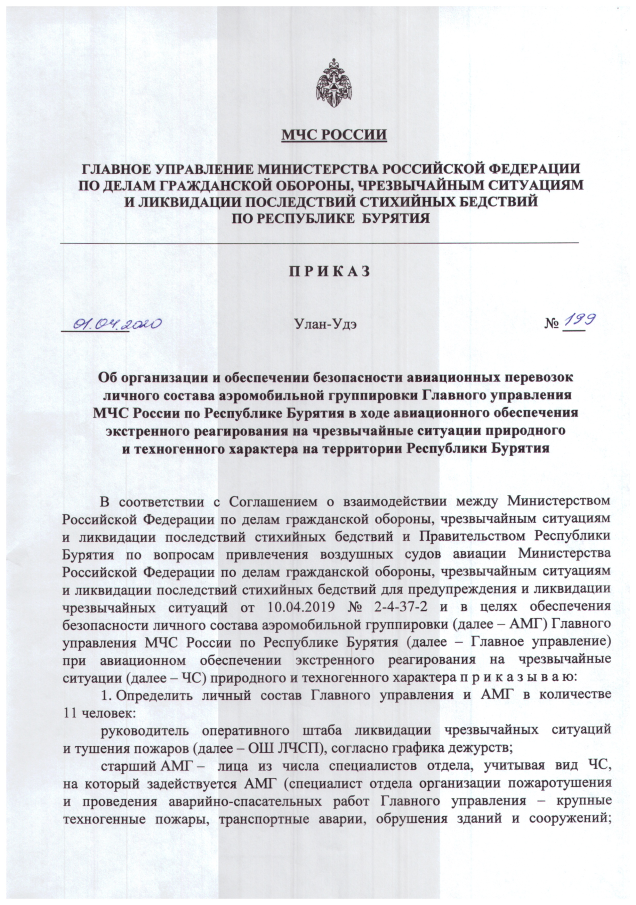 МЧС РОССИИ
ГЛАВНОЕ УПРАВЛЕНИЕ МИНИСТЕРСТВА РОССИЙСКОЙ ФЕДЕРАЦИИ
ПО ДЕЛАМ ГРАЖДАНСКОЙ ОБОРОНЫ, ЧРЕЗВЫЧАЙНЫМ СИТУАЦИЯМ
И ЛИКВИДАЦИИ ПОСЛЕДСТВИЙ СТИХИЙНЫХ БЕДСТВИЙ
ПО РЕСПУБЛИКЕ БУРЯТИЯ
П Р И К А З
01.04.2020 Улан-Удэ № 199
Об организации и обеспечении безопасности авиационных перевозок
личного состава аэромобильной группировки Главного управления
МЧС России по Республике Бурятия в ходе авиационного обеспечения
экстренного реагирования на чрезвычайные ситуации природного
и техногенного характера на территории Республики Бурятия
В соответствии с Соглашением о взаимодействии между Министерством
Российской Федерации по делам гражданской обороны, чрезвычайным ситуациям
и ликвидации последствий стихийных бедствий и Правительством Республики
Бурятия по вопросам привлечения воздушных судов авиации Министерства
Российской Федерации по делам гражданской обороны, чрезвычайным ситуациям
и ликвидации последствий стихийных бедствий для предупреждения и ликвидации
чрезвычайных ситуаций от 10.04.2019 № 2-4-37-2 и в целях обеспечения
безопасности личного состава аэромобильной группировки (далее – АМГ) Главного
управления МЧС России по Республике Бурятия (далее – Главное управление)
при авиационном обеспечении экстренного реагирования на чрезвычайные
ситуации (далее – ЧС) природного и техногенного характера п р и к а з ы в а ю:
1. Определить личный состав Главного управления и АМГ в количестве
11 человек:
руководитель оперативного штаба ликвидации чрезвычайных ситуаций
и тушения пожаров (далее – ОШ ЛЧСП), согласно графика дежурств;
старший АМГ – лица из числа специалистов отдела, учитывая вид ЧС,
на который задействуется АМГ (специалист отдела организации пожаротушения
и проведения аварийно-спасательных работ Главного управления – крупные
техногенные пожары, транспортные аварии, обрушения зданий и сооружений;